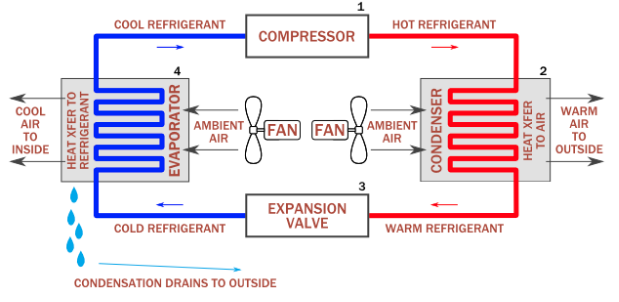 1
COOL REFRIGERANT
COMPRESSOR
HOT REFRIGERANT
4
2
COOL
AIR
TO
INSIDE
HEAT XFER TO
REFRIGERANT
EVAPORATOR
AMBIENT
AIR
FAN
FAN
AMBIENT
AIR
CONDENSER
HEAT XFER
TO AIR
WARM
AIR
TO
OUTSIDE
3
COLD REFRIGERANT
EXPANSION
VALVE
WARM REFRIGERANT
CONDENSATION DRAINS TO OUTSIDE